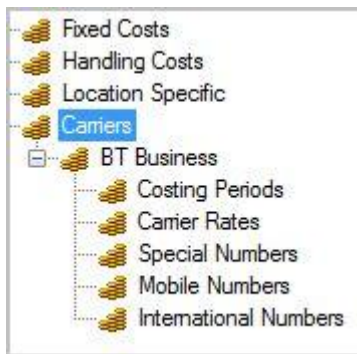 Fixed Costs
Handling Costs
Location Specific
Carriers
BT Business
Costing Periods
Carrier Rates
Special Numbers
Mobile Numbers
International Numbers